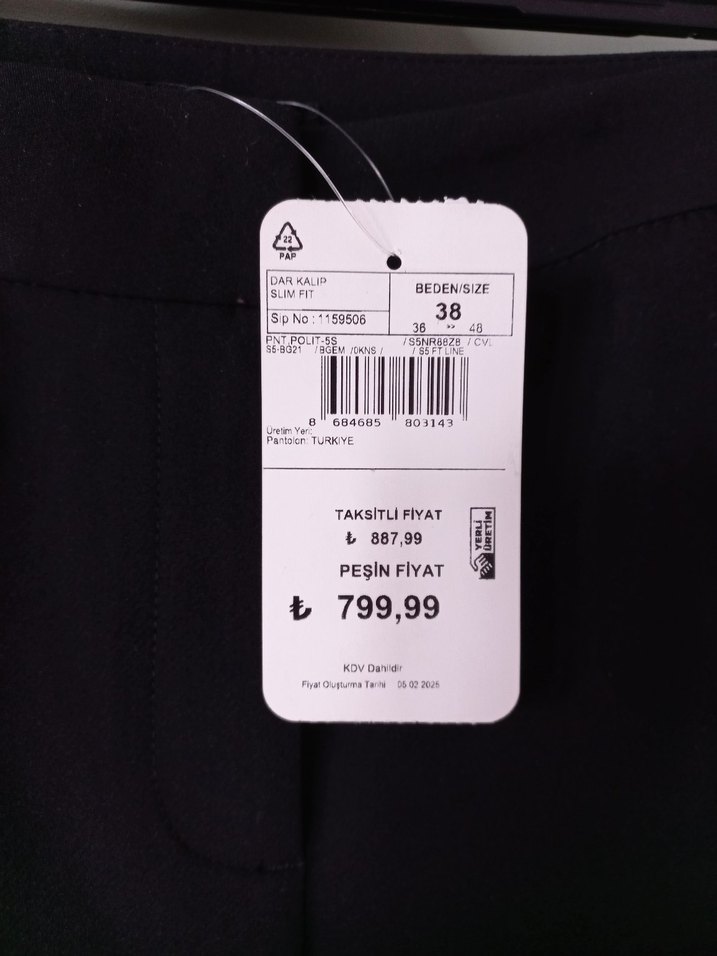 22
PAP
DAR KALIP
SLIM FIT
BEDEN/SIZE
38
36 >> 48
Sip No : 1159506
PNT.POLIT-5S /S5NR88Z8 / CVL
S5-BG21 / BGEM /0KNS / / S5 FT LINE
8 684685 803143
Üretim Yeri:
Pantolon: TURKIYE
TAKSİTLİ FİYAT
₺ 887,99
YERLİ
ÜRETİM
PEŞİN FİYAT
₺ 799,99
KDV Dahildir
Fiyat Oluşturma Tarihi 05 02 2025